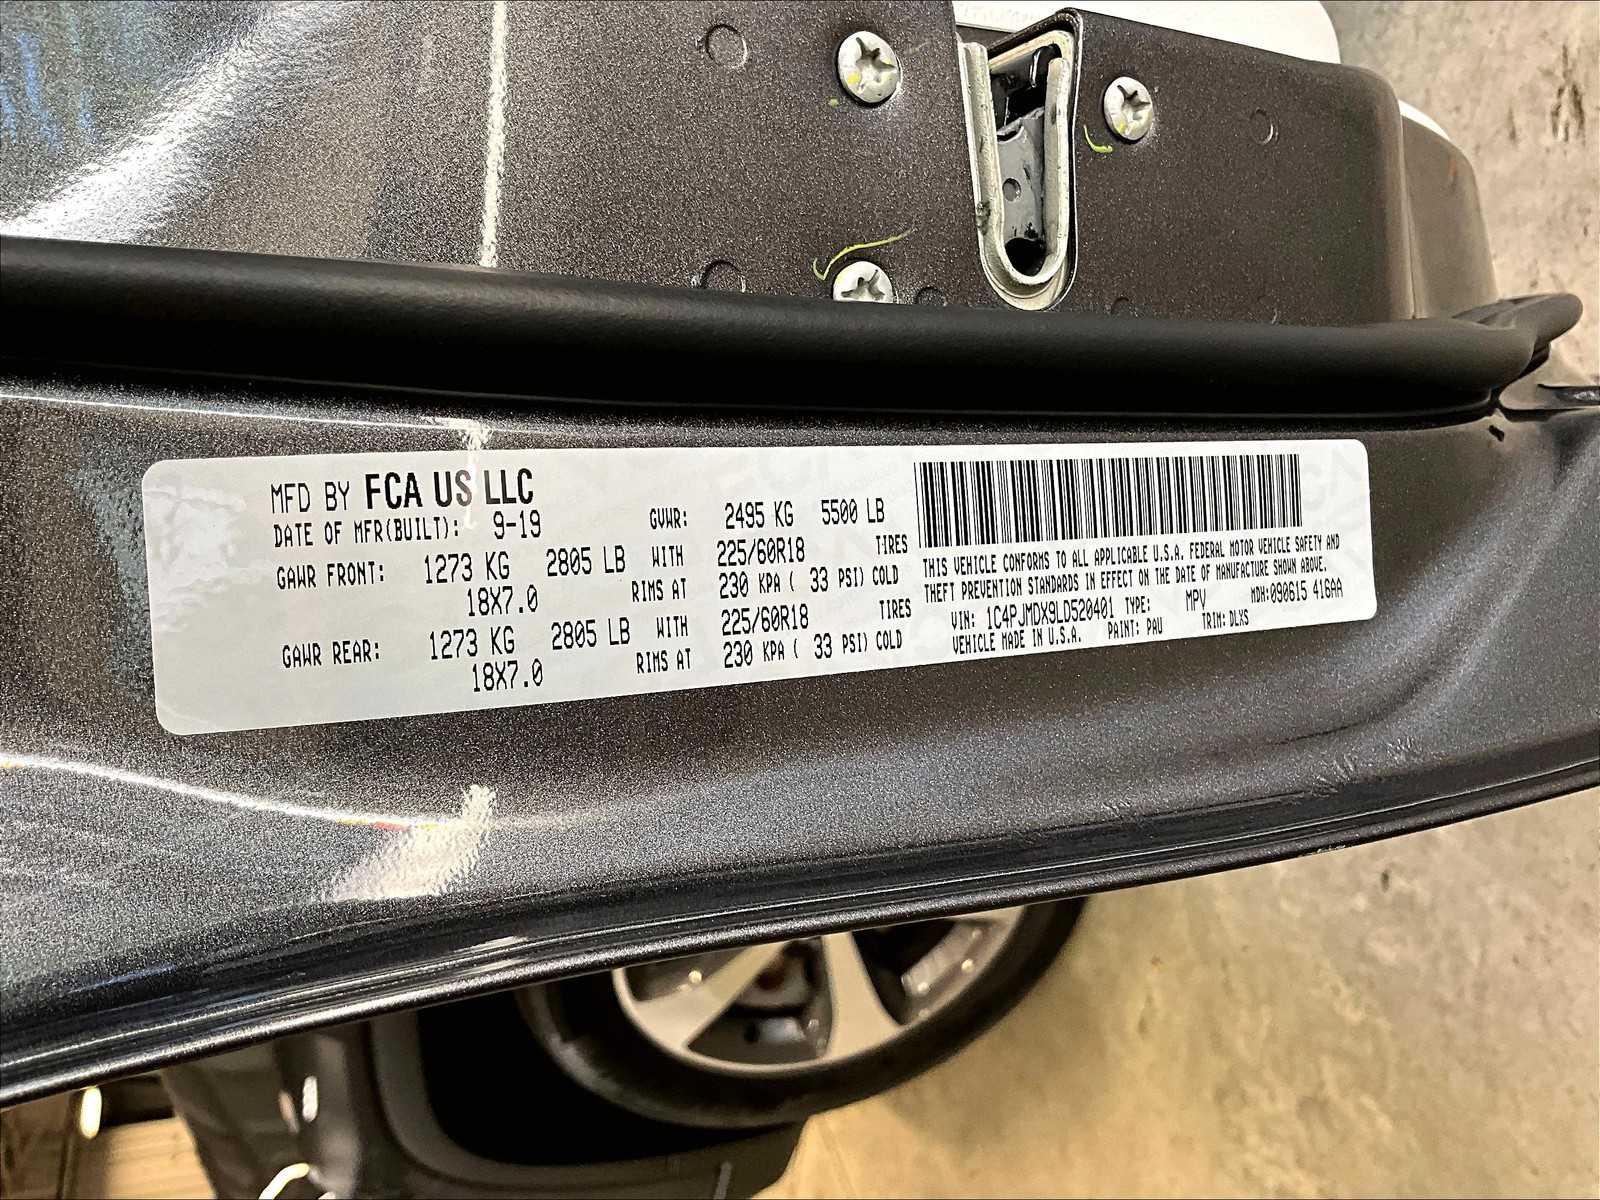 MFD BY FCA US LLC
DATE OF MFR(BUILT): 9-19 GVWR: 2495 KG 5500 LB
GAWR FRONT: 1273 KG 2805 LB WITH 225/60R18 TIRES
18X7.0 RIMS AT 230 KPA ( 33 PSI) COLD
GAWR REAR: 1273 KG 2805 LB WITH 225/60R18 TIRES
18X7.0 RIMS AT 230 KPA ( 33 PSI) COLD
THIS VEHICLE CONFORMS TO ALL APPLICABLE U.S.A. FEDERAL MOTOR VEHICLE SAFETY AND
THEFT PREVENTION STANDARDS IN EFFECT ON THE DATE OF MANUFACTURE SHOWN ABOVE.
VIN: 1C4PJMDX9LD520401 TYPE: MPV MDH:090615 416AA
VEHICLE MADE IN U.S.A. PAINT: PAU TRIM: DLXS